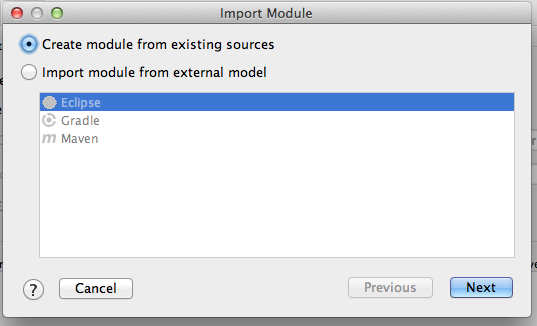 Import Module
Create module from existing sources
Import module from external model
Eclipse
Gradle
m Maven
? Cancel Previous Next